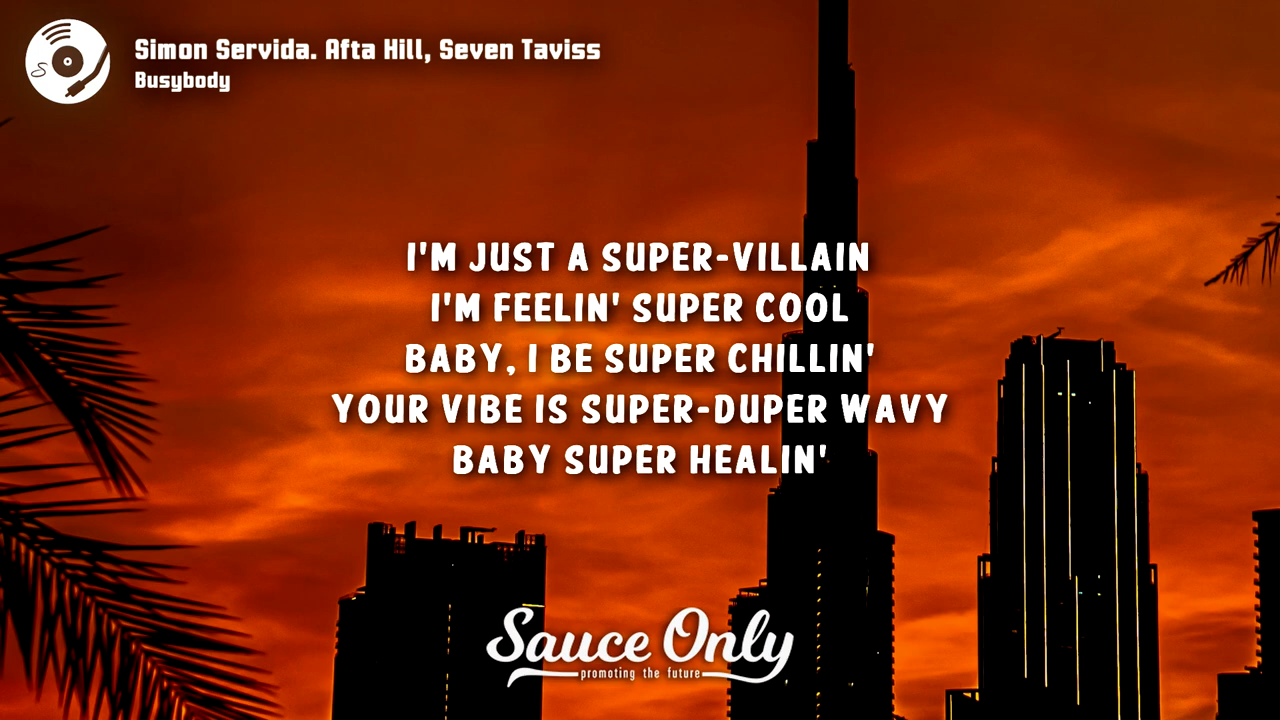 Simon Servida. Afta Hill, Seven Taviss
Busybody
I'M JUST A SUPER-VILLAIN
I'M FEELIN' SUPER COOL
BABY, I BE SUPER CHILLIN'
YOUR VIBE IS SUPER-DUPER WAVY
BABY SUPER HEALIN'
Sauce Only
promoting the future